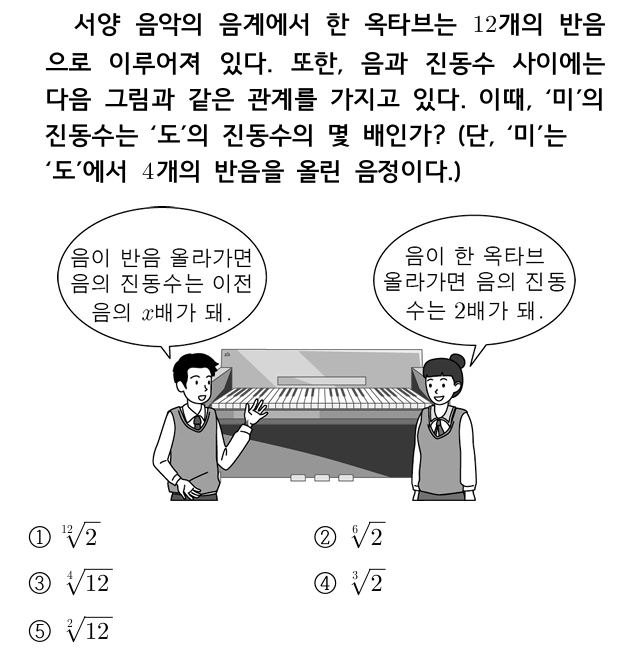 서양 음악의 음계에서 한 옥타브는 12개의 반음
으로 이루어져 있다. 또한, 음과 진동수 사이에는
다음 그림과 같은 관계를 가지고 있다. 이때, ‘미’의
진동수는 ‘도’의 진동수의 몇 배인가? (단, ‘미’는
‘도’에서 4개의 반음을 올린 음정이다.)
음이 반음 올라가면
음의 진동수는 이전
음의 x배가 돼.
음이 한 옥타브
올라가면 음의 진동
수는 2배가 돼.
① \sqrt[12]{2}
② \sqrt[6]{2}
③ \sqrt[4]{12}
④ \sqrt[3]{2}
⑤ \sqrt[2]{12}